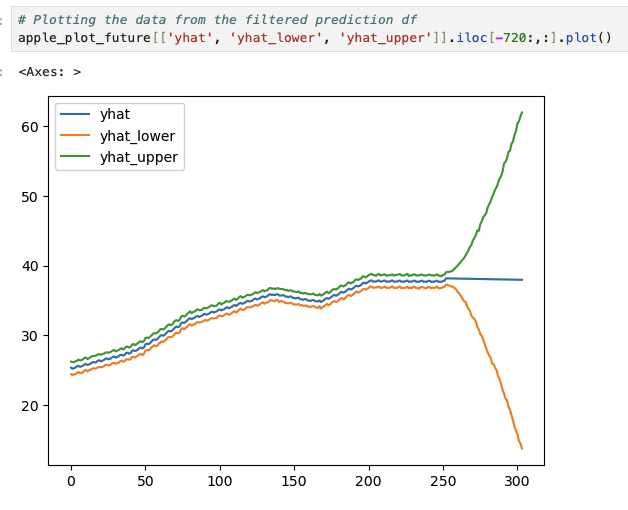 # Plotting the data from the filtered prediction df
apple_plot_future[['yhat', 'yhat_lower', 'yhat_upper']].iloc[-720:,:].plot()
<Axes: >
yhat
yhat_lower
yhat_upper
60
50
40
30
20
0 50 100 150 200 250 300